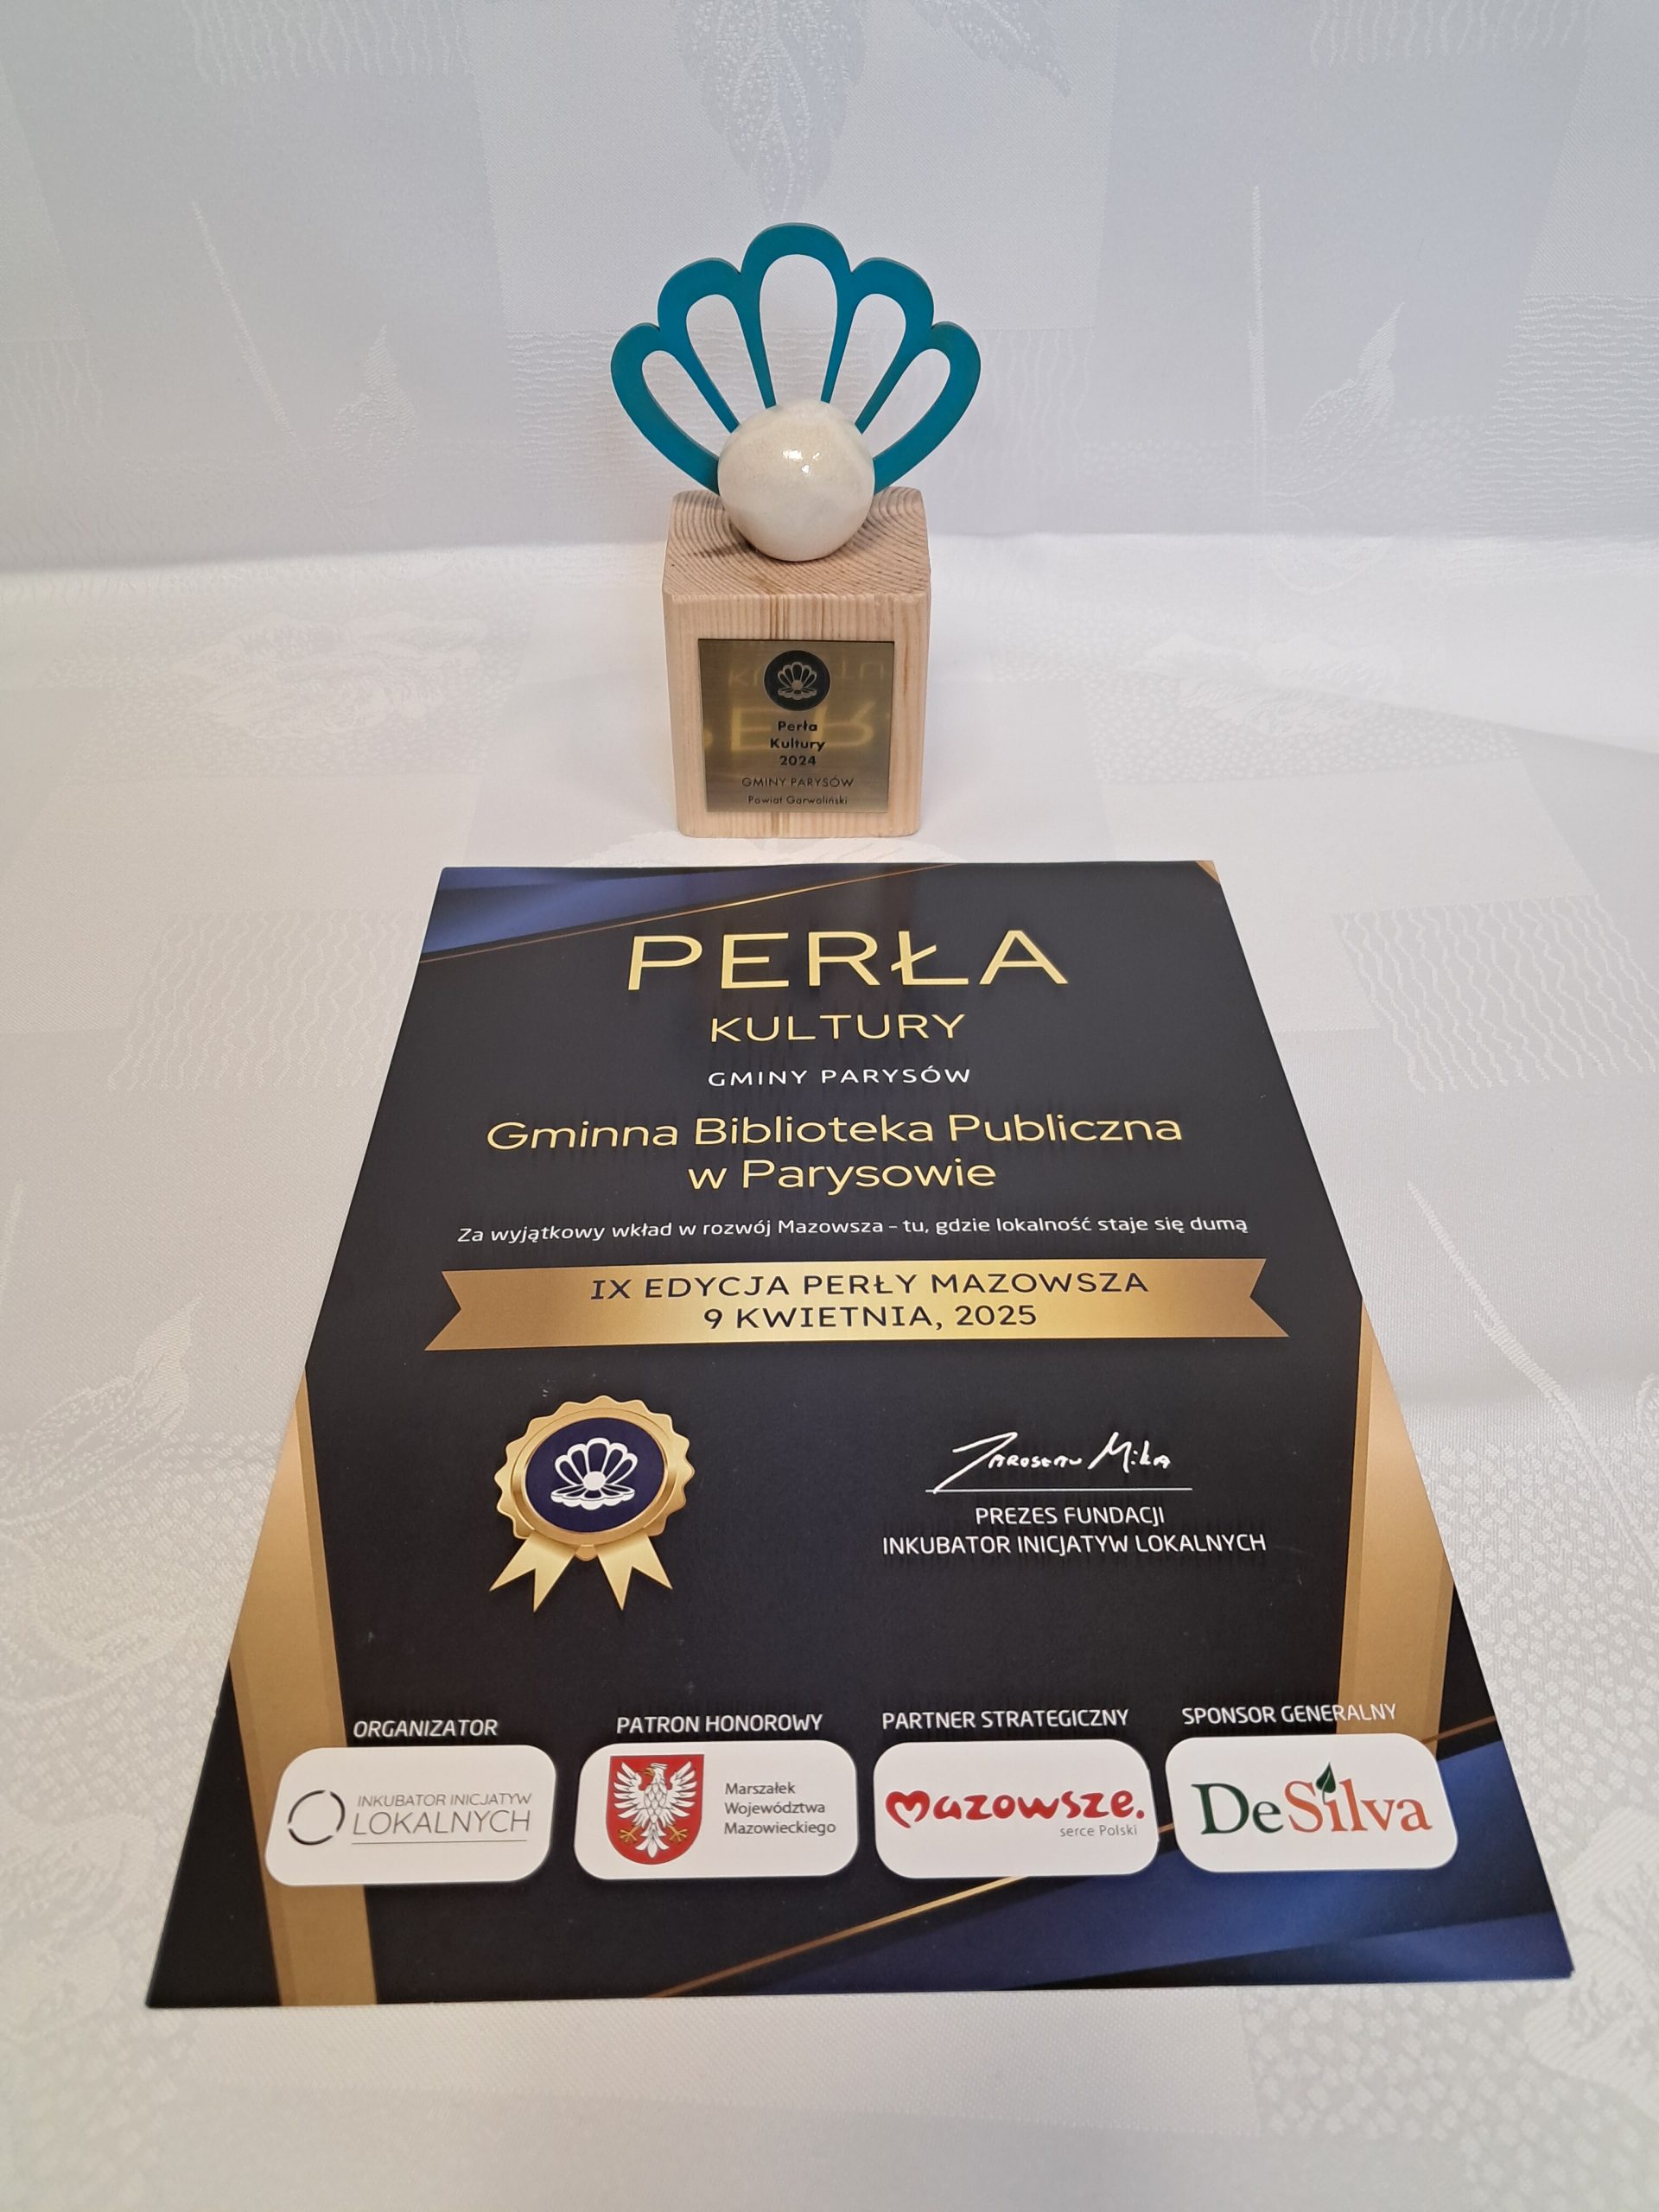 Perła
Kultury
2024
GMINY PARYSÓW
Powiat Garwoliński
PERŁA
KULTURY
GMINY PARYSÓW
Gminna Biblioteka Publiczna
w Parysowie
Za wyjątkowy wkład w rozwój Mazowsza – tu, gdzie lokalność staje się dumą
IX EDYCJA PERŁY MAZOWSZA
9 KWIETNIA, 2025
Jarosław Mika
PREZES FUNDACJI
INKUBATOR INICJATYW LOKALNYCH
ORGANIZATOR
INKUBATOR INICJATYW
LOKALNYCH
PATRON HONOROWY
Marszałek
Województwa
Mazowieckiego
PARTNER STRATEGICZNY
mazowsze.
serce Polski
SPONSOR GENERALNY
DeSilva